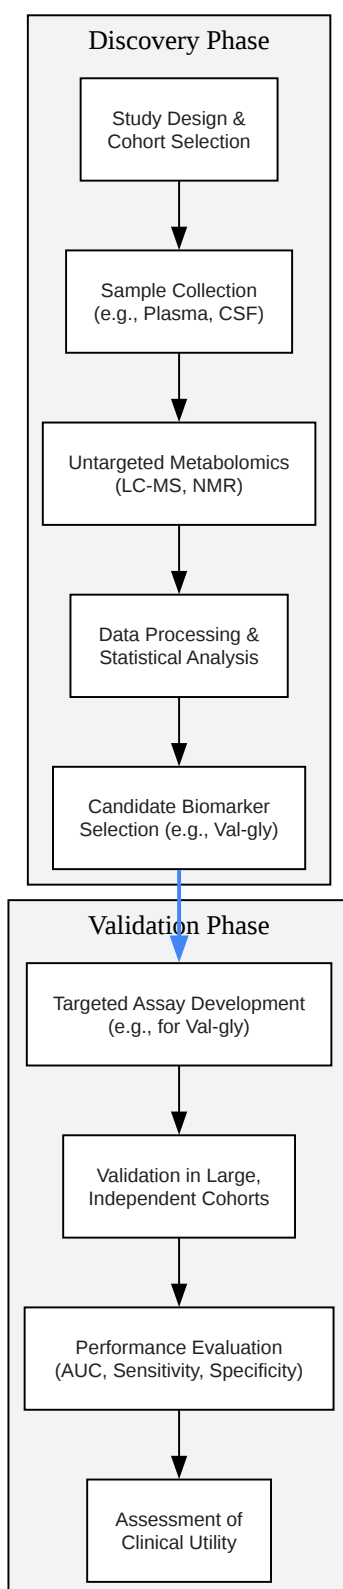 Discovery Phase
Study Design &
Cohort Selection
Sample Collection
(e.g., Plasma, CSF)
Untargeted Metabolomics
(LC-MS, NMR)
Data Processing &
Statistical Analysis
Candidate Biomarker
Selection (e.g., Val-gly)
Validation Phase
Targeted Assay Development
(e.g., for Val-gly)
Validation in Large,
Independent Cohorts
Performance Evaluation
(AUC, Sensitivity, Specificity)
Assessment of
Clinical Utility